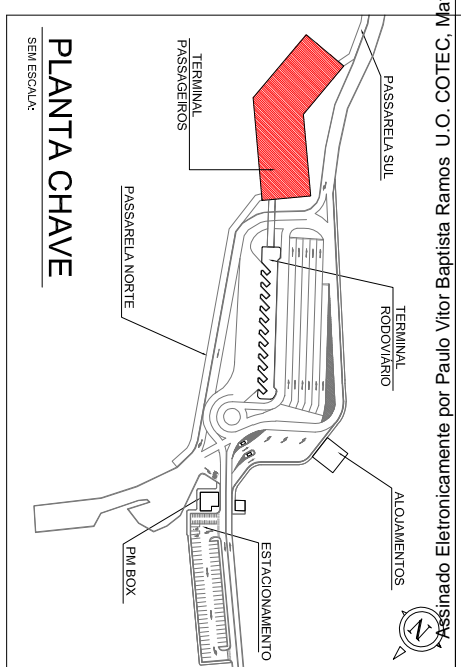 Assinado Eletronicamente por Paulo Vitor Baptista Ramos U.O. COTEC, Ma
PASSARELA SUL
TERMINAL
PASSAGEIROS
TERMINAL
RODOVIÁRIO
ALOJAMENTOS
PASSARELA NORTE
ESTACIONAMENTO
PM BOX
N
PLANTA CHAVE
SEM ESCALA: